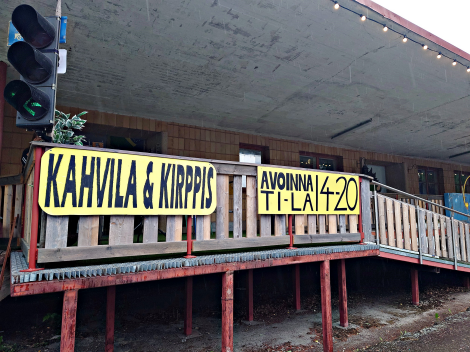 KAHVILA & KIRPPIS
AVOINNA
TI-LA 14-20